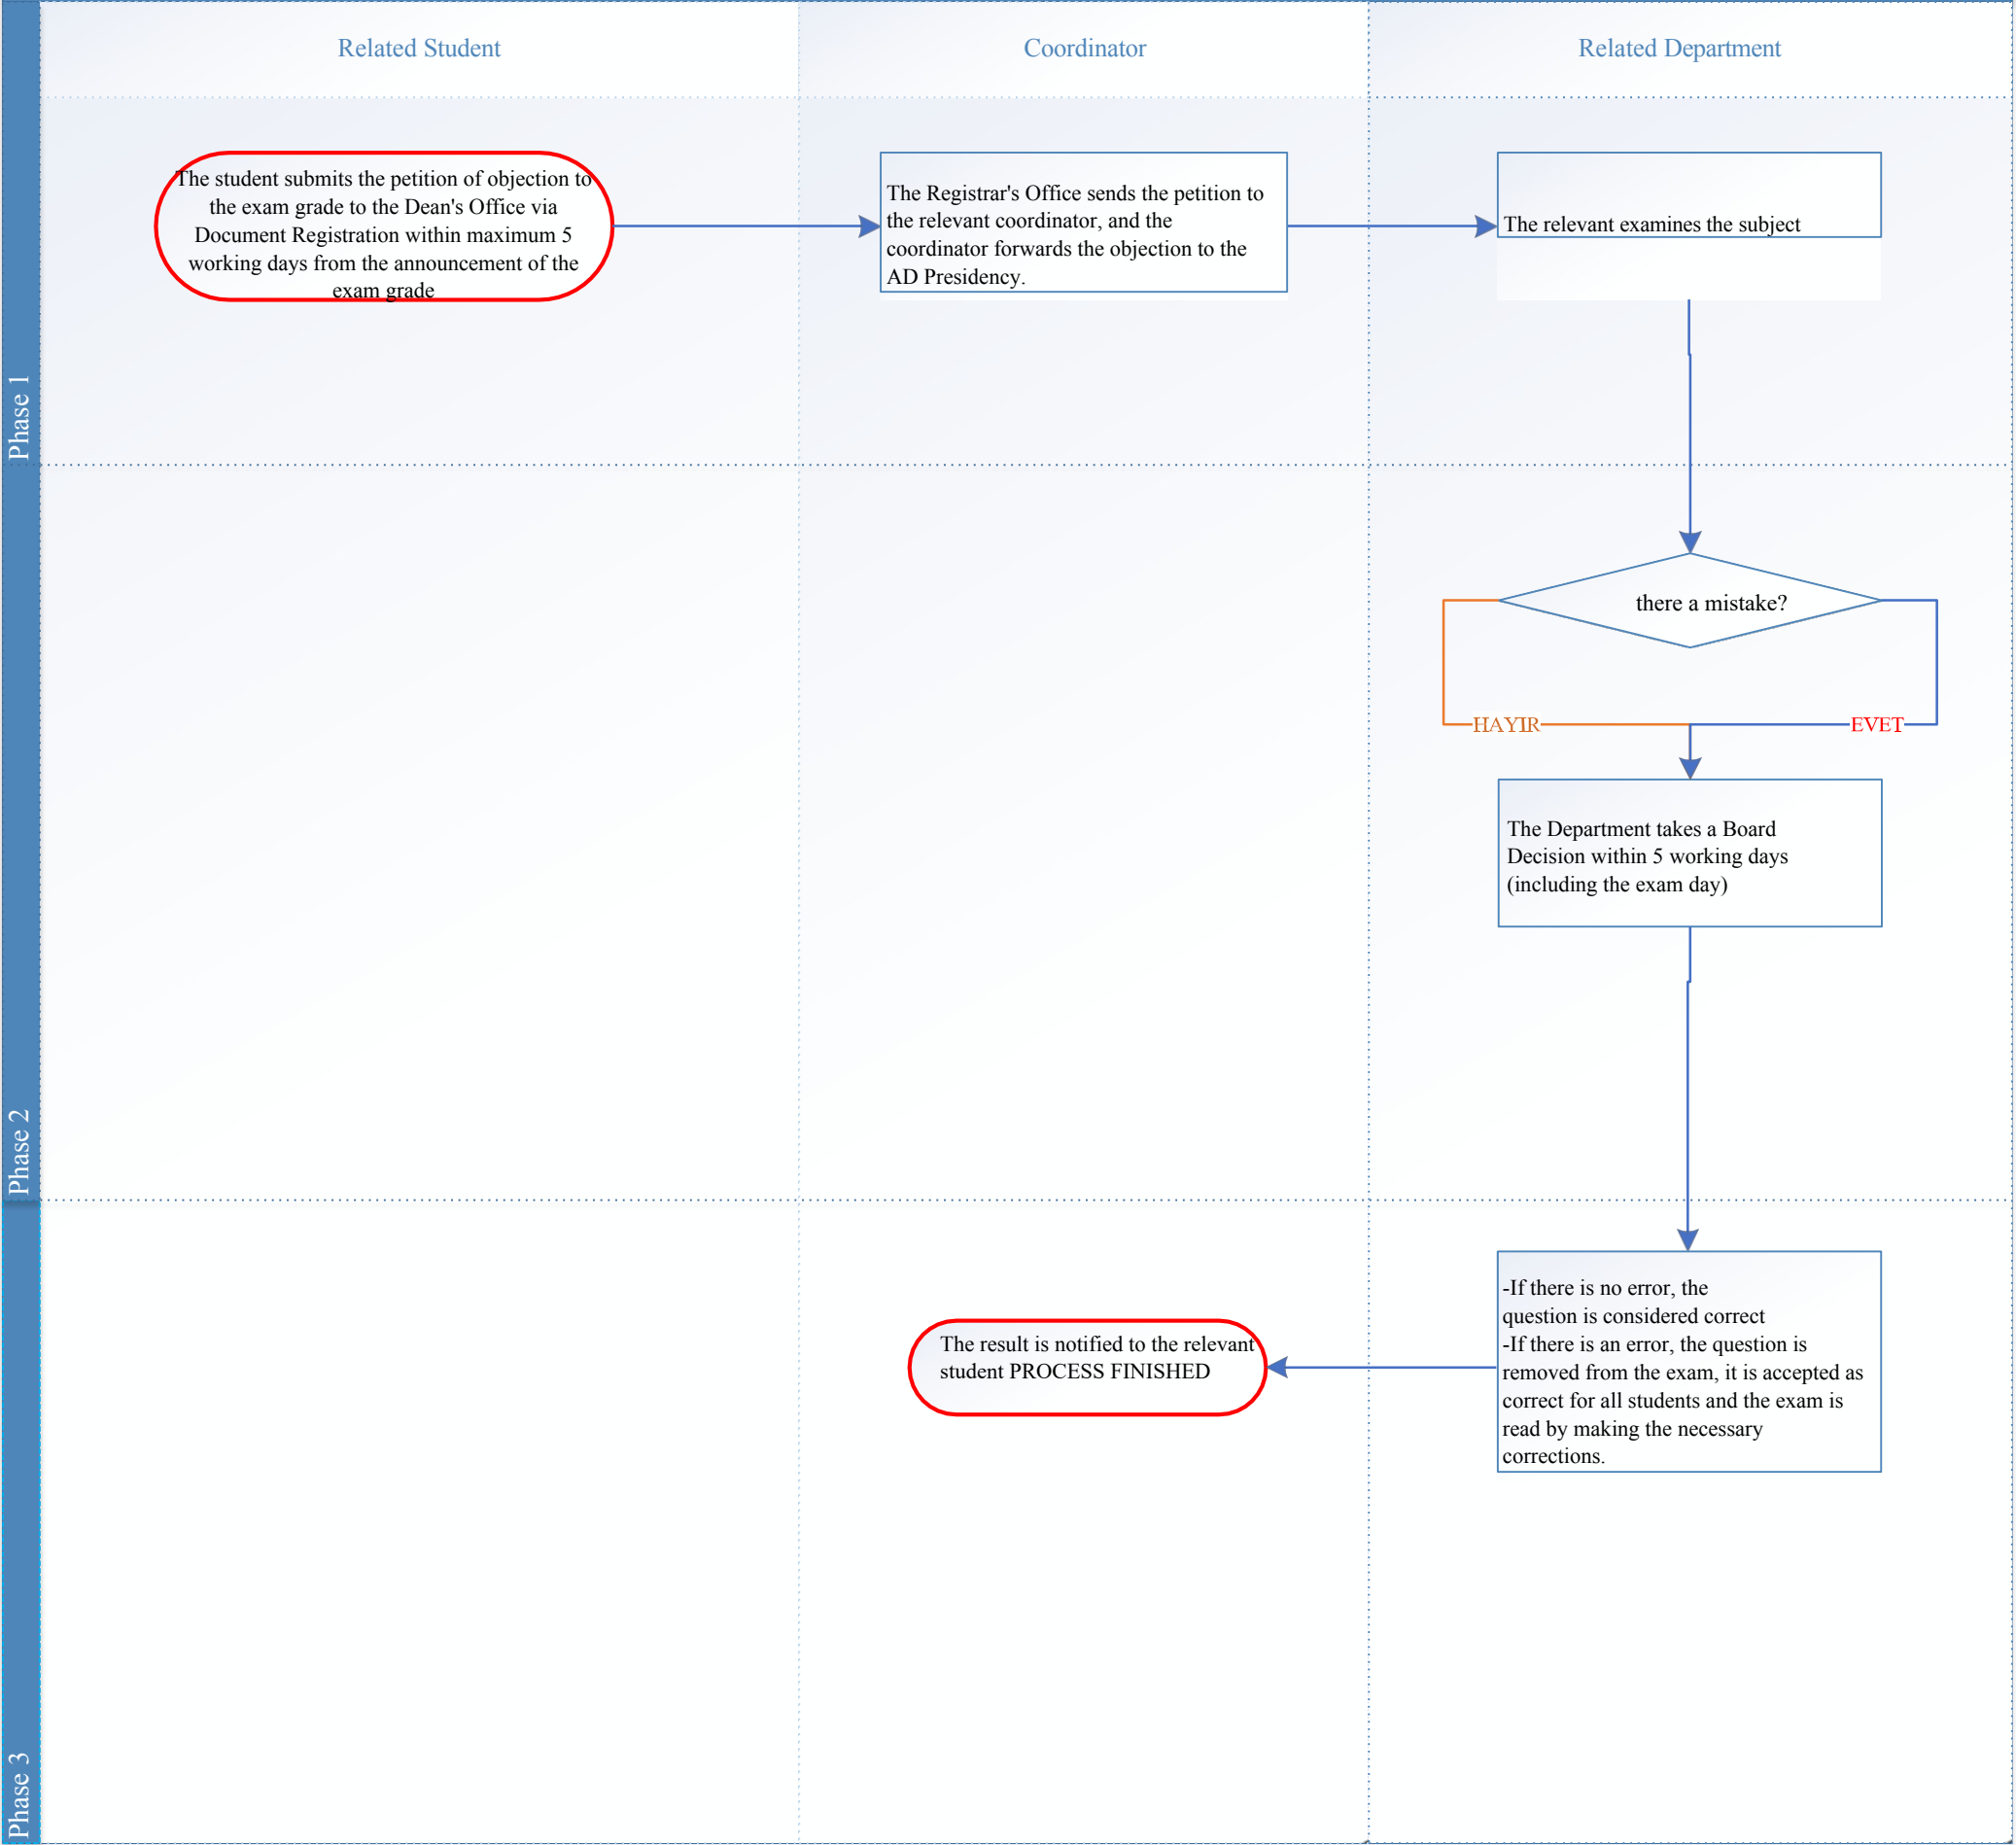 Related Student
Coordinator
Related Department
Phase 1
The student submits the petition of objection to
the exam grade to the Dean's Office via
Document Registration within maximum 5
working days from the announcement of the
exam grade
The Registrar's Office sends the petition to
the relevant coordinator, and the
coordinator forwards the objection to the
AD Presidency.
The relevant examines the subject
Phase 2
there a mistake?
HAYIR
EVET
The Department takes a Board
Decision within 5 working days
(including the exam day)
Phase 3
-If there is no error, the
question is considered correct
-If there is an error, the question is
removed from the exam, it is accepted as
correct for all students and the exam is
read by making the necessary
corrections.
The result is notified to the relevant
student PROCESS FINISHED